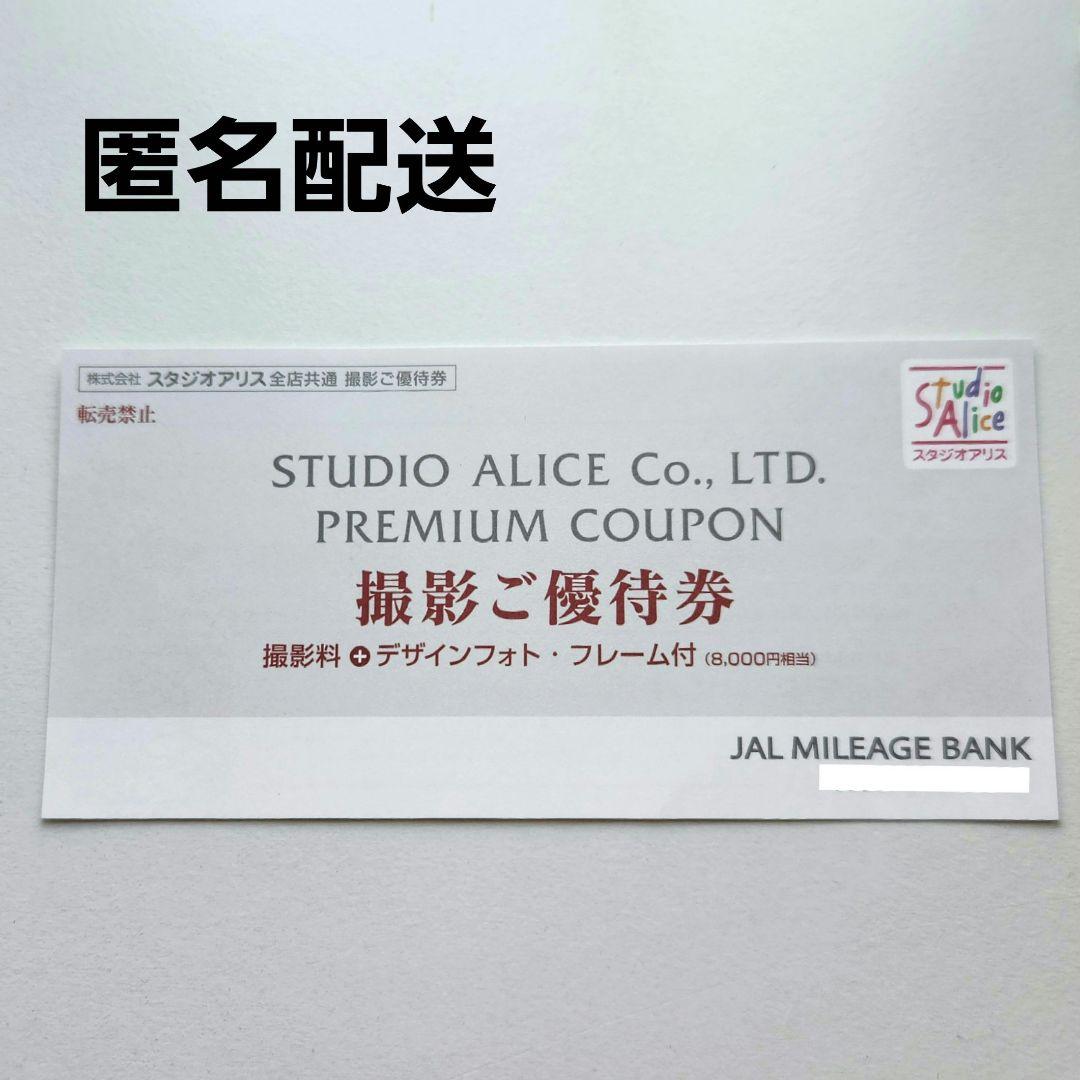 匿名配送
株式会社 スタジオアリス全店共通 撮影ご優待券
転売禁止
Studio
Alice
スタジオアリス
STUDIO ALICE Co., LTD.
PREMIUM COUPON
撮影ご優待券
撮影料+デザインフォト・フレーム付(8,000円相当)
JAL MILEAGE BANK